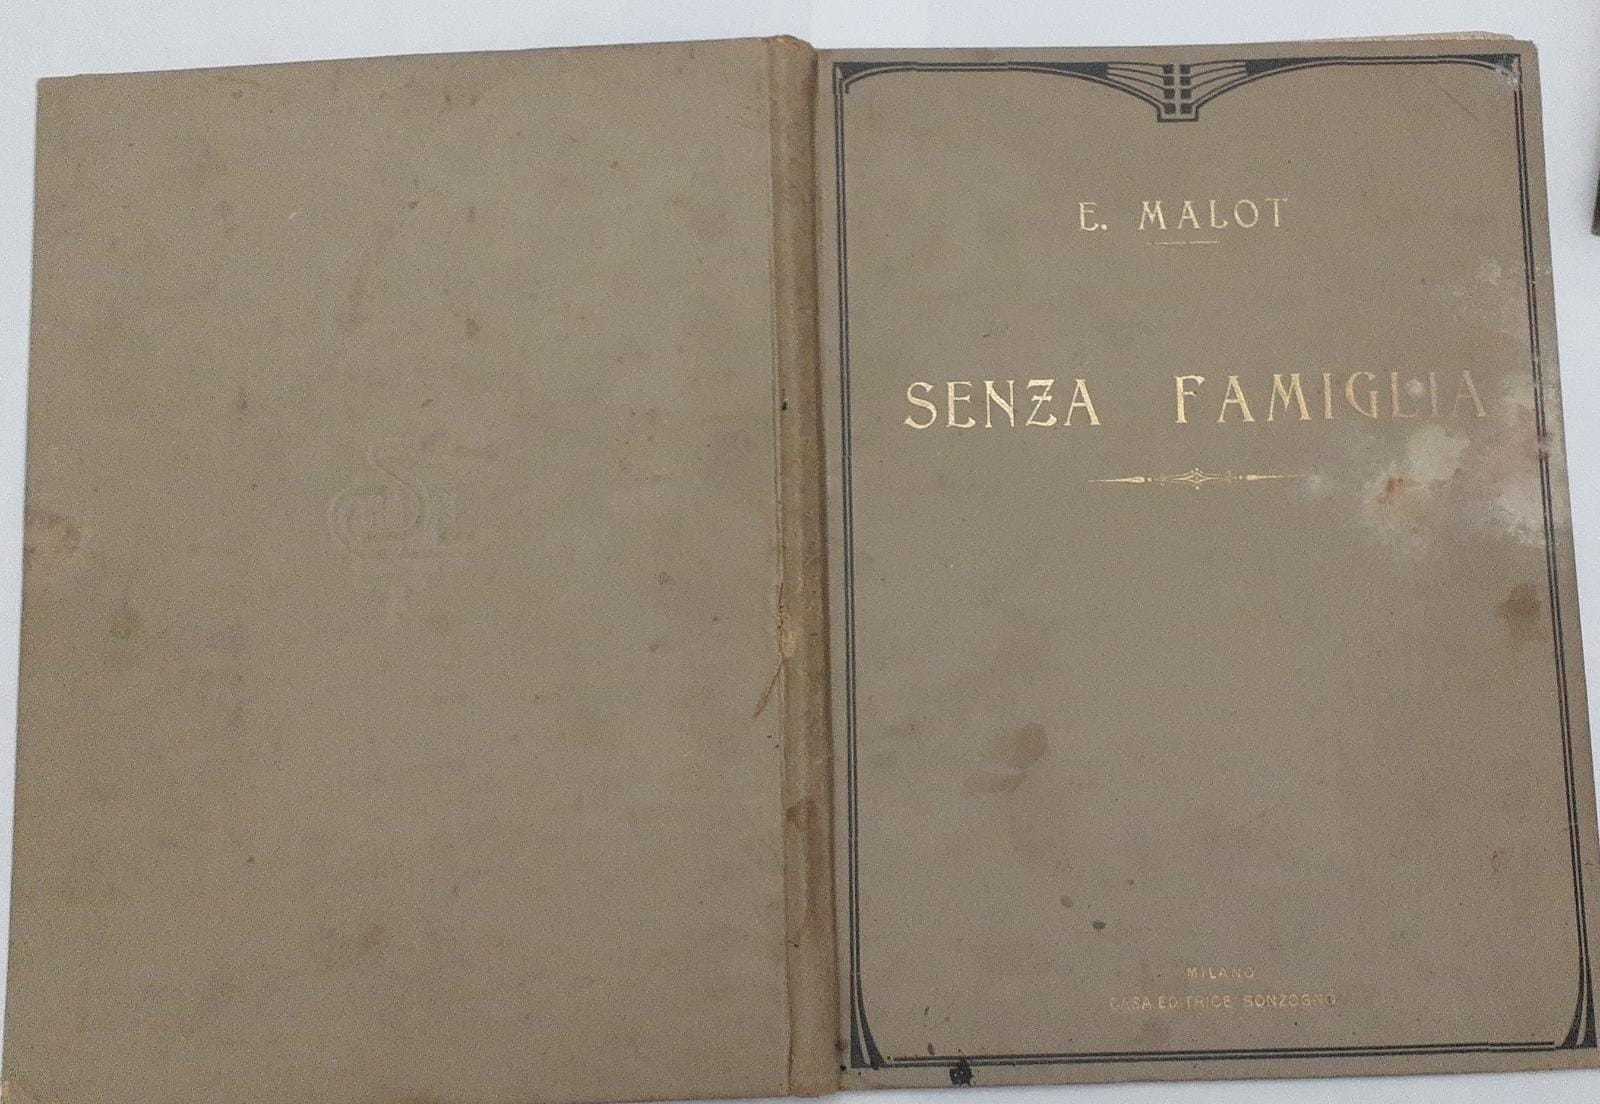 E. MALOT
SENZA FAMIGLIA
MILANO
CASA EDITRICE SONZOGNO